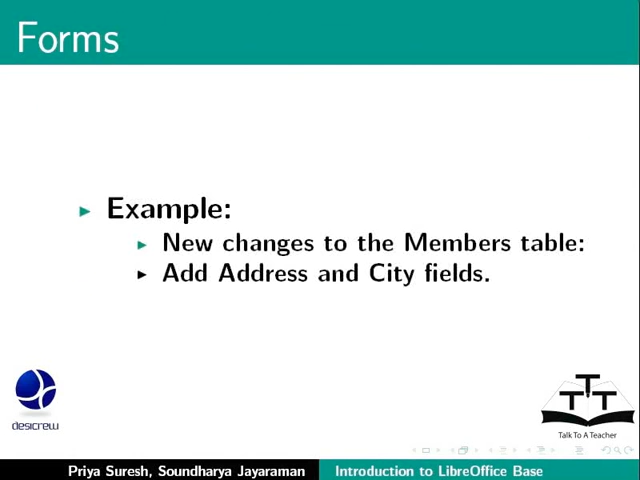 Forms
Example:
New changes to the Members table:
Add Address and City fields.
desicrew
TTT
Talk To A Teacher
Priya Suresh, Soundharya Jayaraman
Introduction to LibreOffice Base